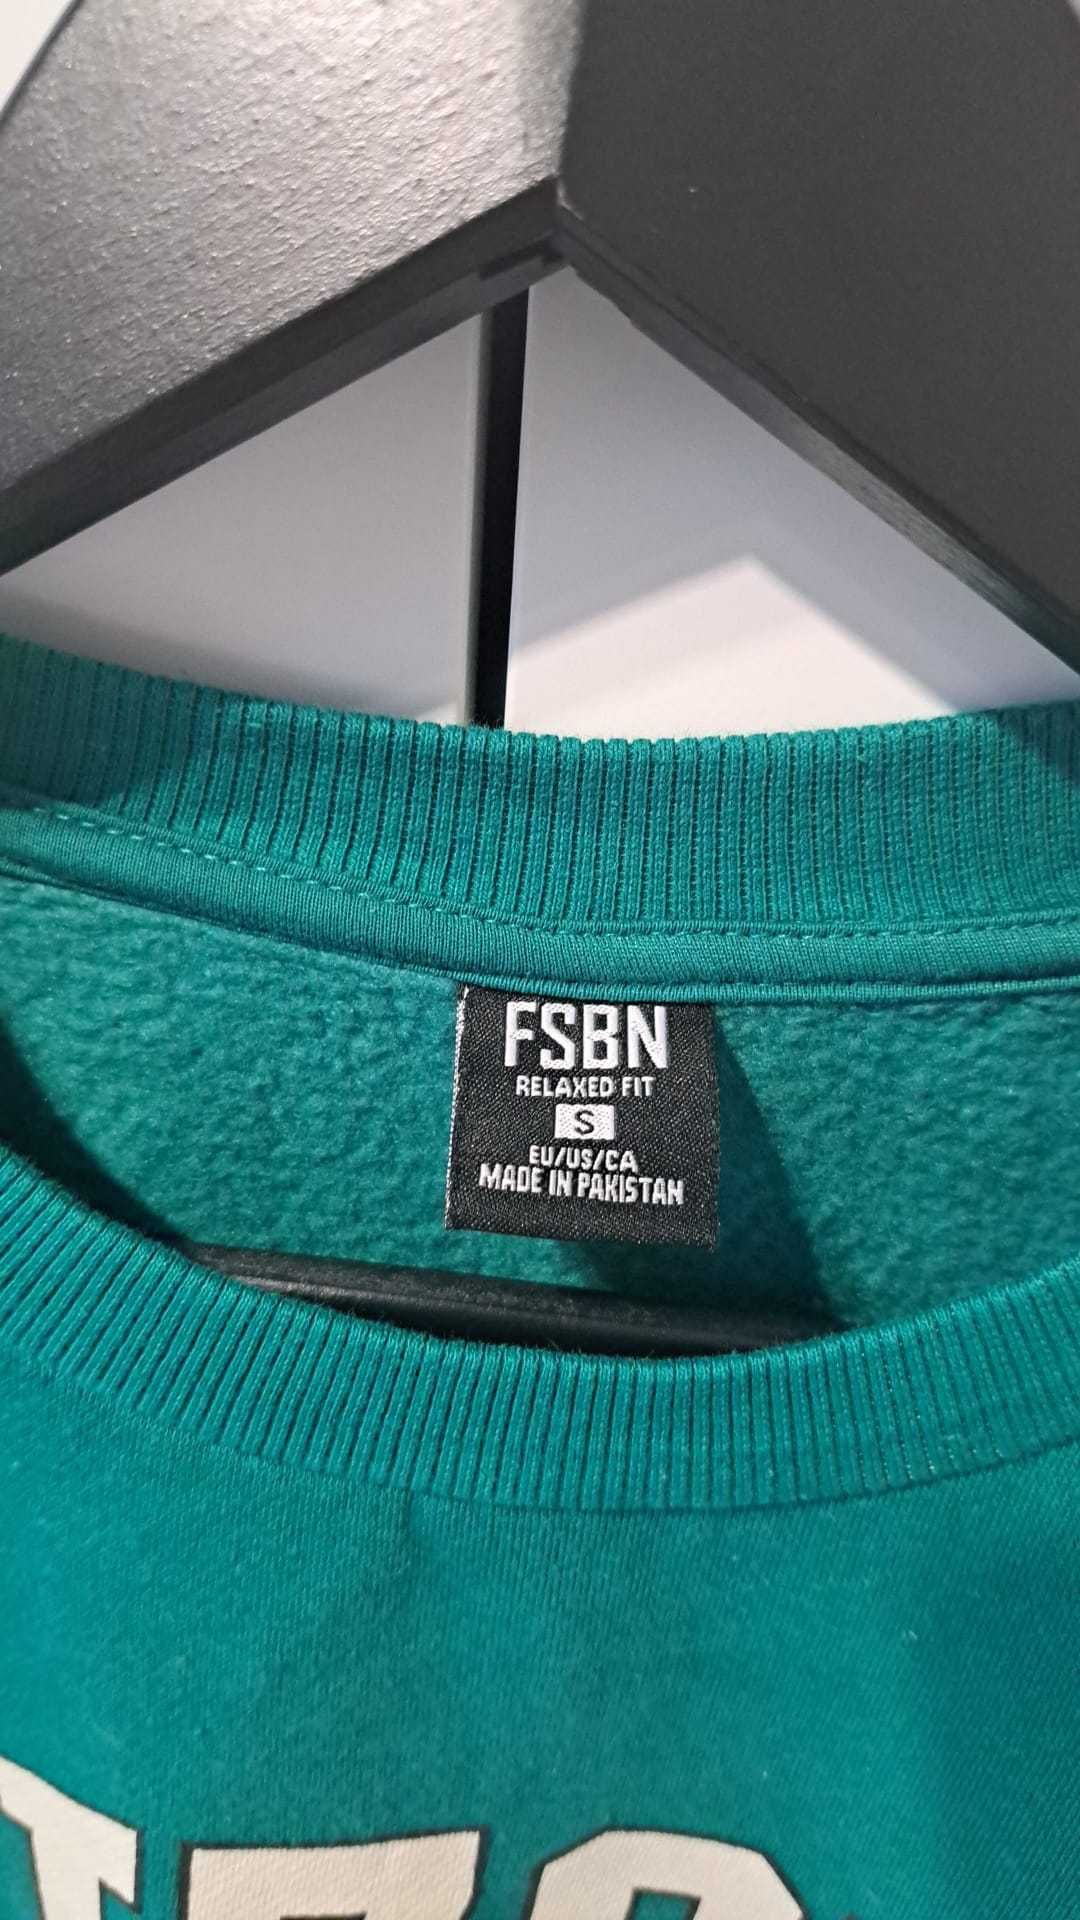 FSBN
RELAXED FIT
S
EU/US/CA
MADE IN PAKISTAN